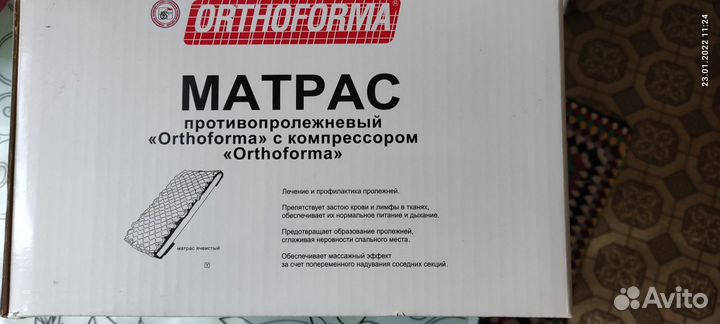 ORTHOFORMA®
МАТРАС
противопролежневый
«Orthoforma» с компрессором
«Orthoforma»
матрас ячеистый
Лечение и профилактика пролежней.
Препятствует застою крови и лимфы в тканях,
обеспечивает их нормальное питание и дыхание.
Предотвращает образование пролежней,
сглаживая неровности спального места.
Обеспечивает массажный эффект
за счет попеременного надувания соседних секций.
23.01.2022 11:24
Avito